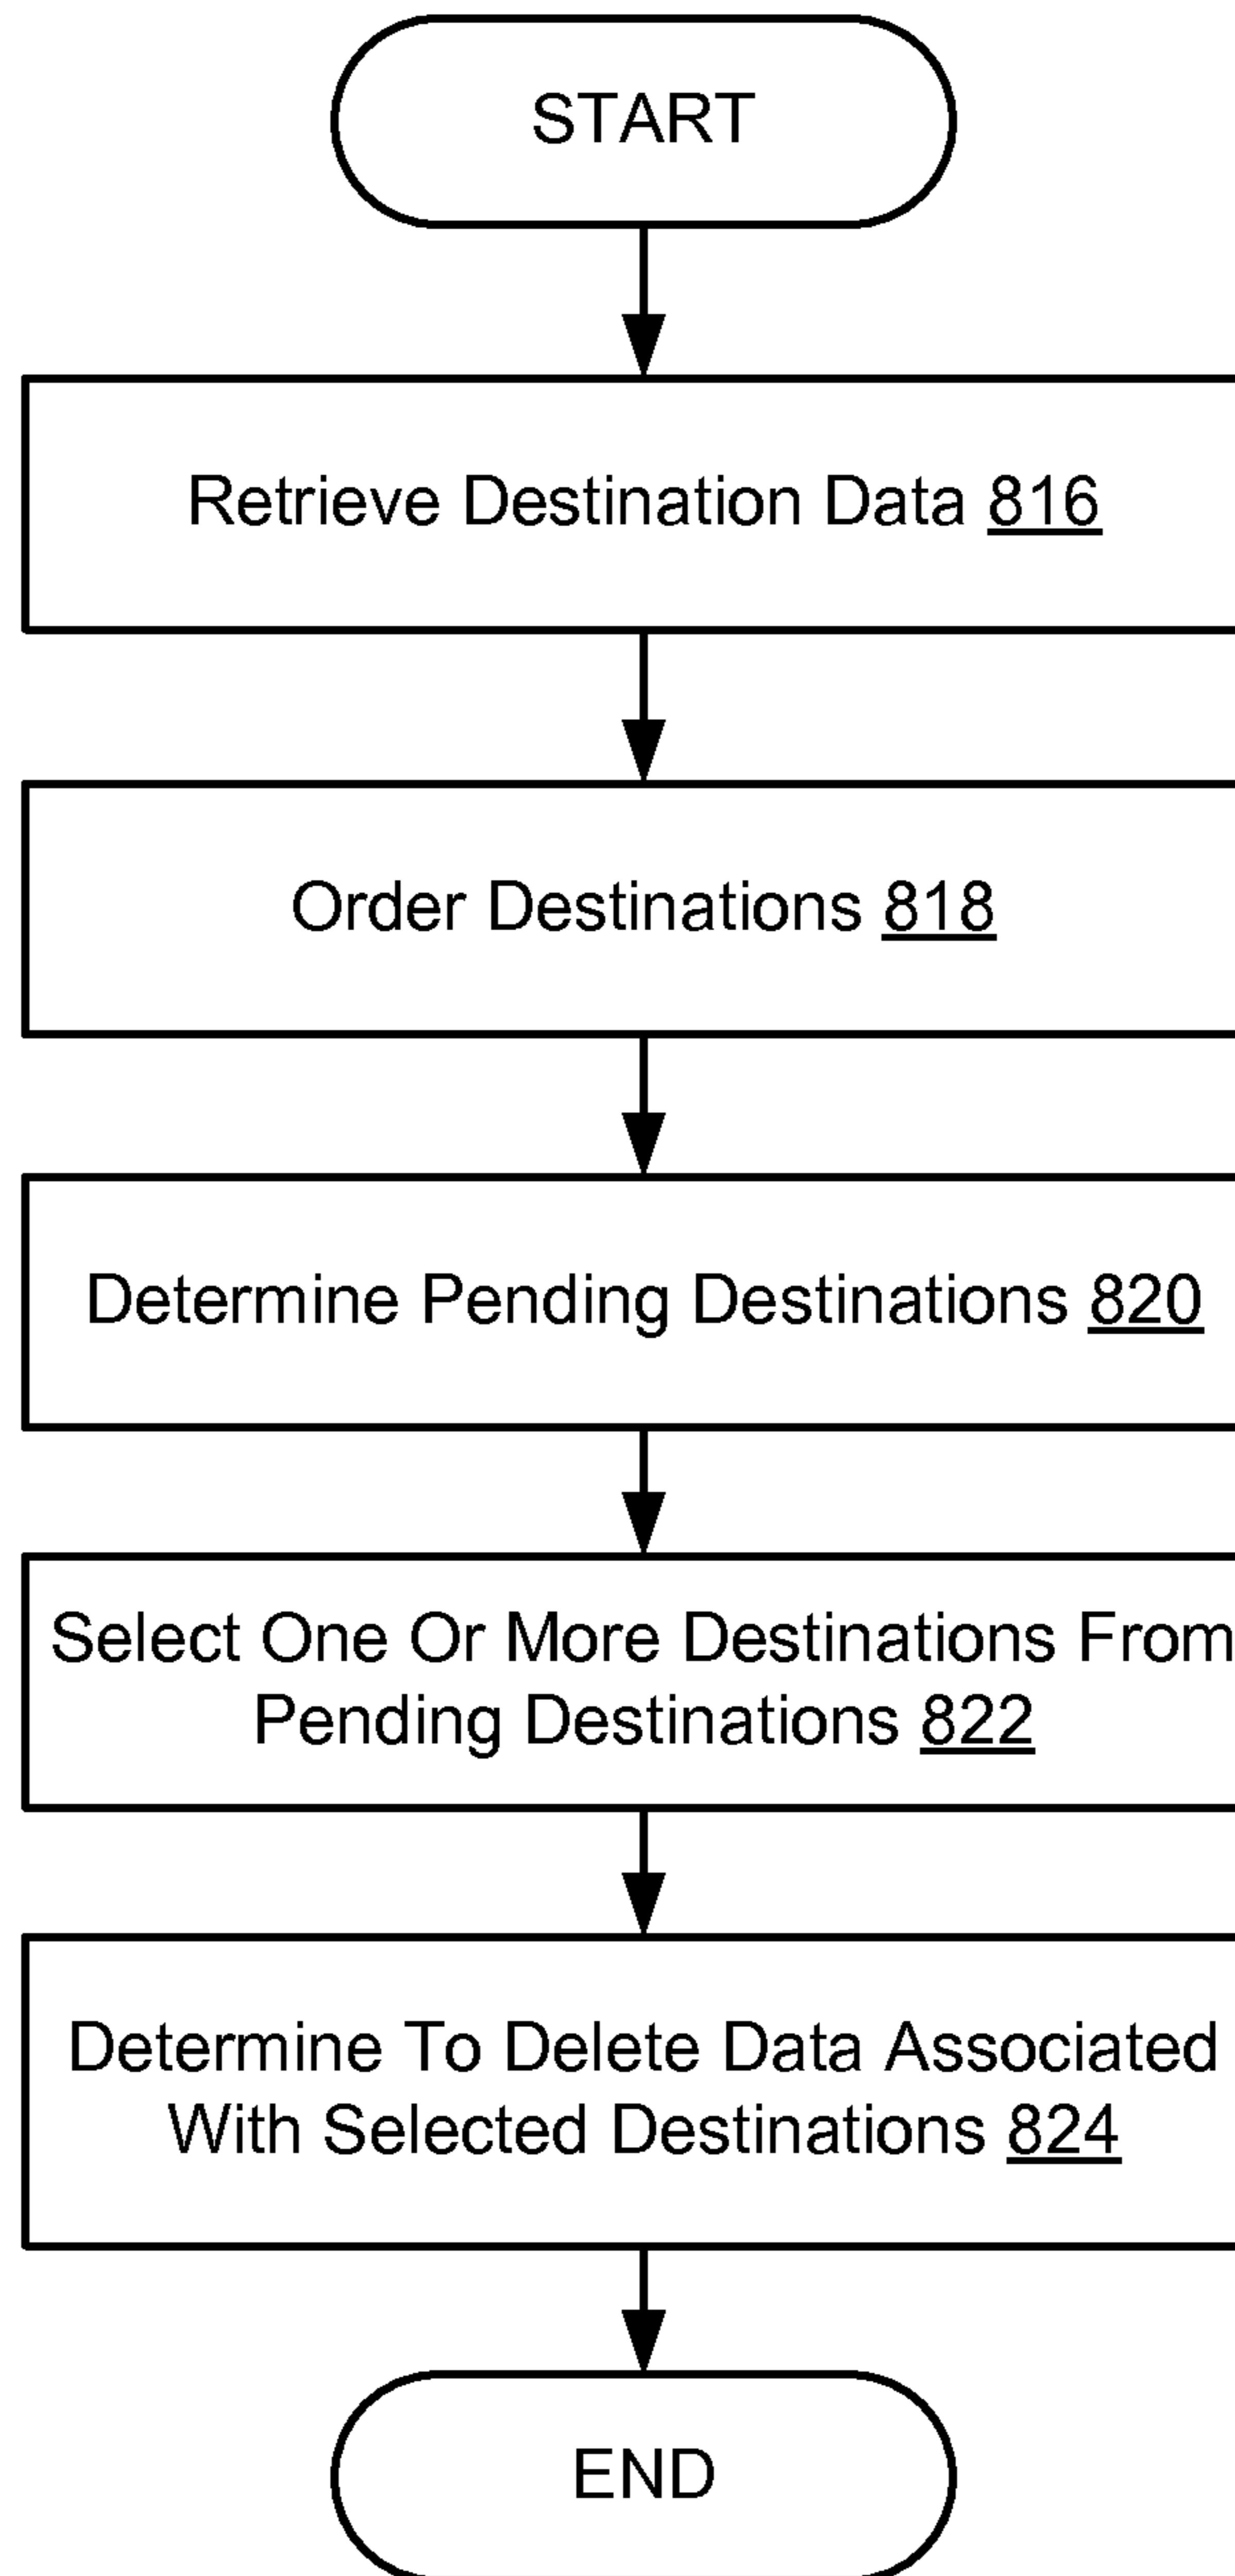 START
Retrieve Destination Data 816
Order Destinations 818
Determine Pending Destinations 820
Select One Or More Destinations From
Pending Destinations 822
Determine To Delete Data Associated
With Selected Destinations 824
END